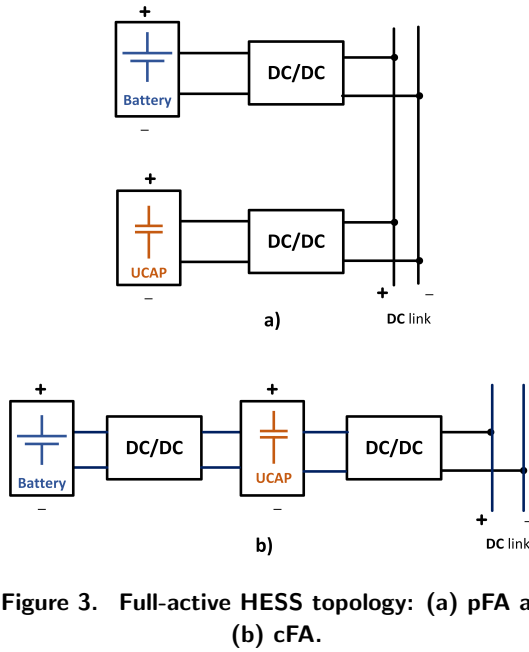 +
Battery
DC/DC
–
+
UCAP
DC/DC
–
+ –
a)
DC link
+
Battery
DC/DC
+
UCAP
DC/DC
–
–
+ –
b)
DC link
Figure 3. Full-active HESS topology: (a) pFA a
(b) cFA.